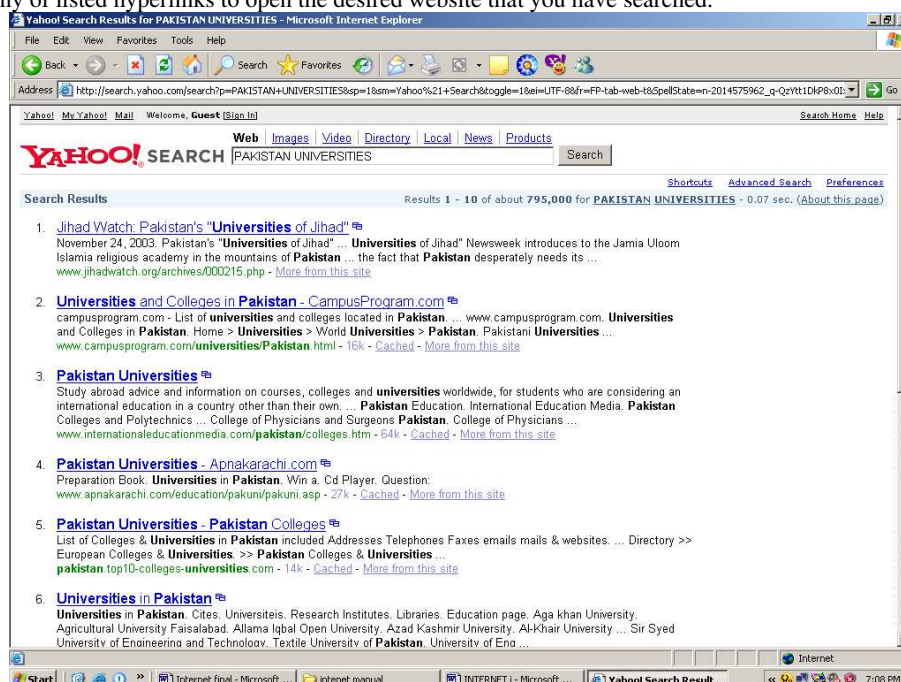 ny of listed hyperlinks to open the desired website that you have searched.
Yahoo! Search Results for PAKISTAN UNIVERSITIES - Microsoft Internet Explorer
File Edit View Favorites Tools Help
Back Search Favorites
Address http://search.yahoo.com/search?p=PAKISTAN+UNIVERSITIES&sp=1&sm=Yahoo%21+Search&toggle=1&ei=UTF-8&fr=FP-tab-web-t&SpellState=n-2014575962_q-QzYtt1DkP8x0I: Go
Yahoo! My Yahoo! Mail Welcome, Guest [Sign In] Search Home Help
Web | Images | Video | Directory | Local | News | Products
YAHOO! SEARCH PAKISTAN UNIVERSITIES Search
Shortcuts Advanced Search Preferences
Search Results Results 1 - 10 of about 795,000 for PAKISTAN UNIVERSITIES - 0.07 sec. (About this page)
1. Jihad Watch: Pakistan's "Universities of Jihad"
November 24, 2003. Pakistan's "Universities of Jihad" ... Universities of Jihad" Newsweek introduces to the Jamia Uloom
Islamia religious academy in the mountains of Pakistan ... the fact that Pakistan desperately needs its ...
www.jihadwatch.org/archives/000215.php - More from this site
2. Universities and Colleges in Pakistan - CampusProgram.com
campusprogram.com - List of universities and colleges located in Pakistan. ... www.campusprogram.com. Universities
and Colleges in Pakistan. Home > Universities > World Universities > Pakistan. Pakistani Universities ...
www.campusprogram.com/universities/Pakistan.html - 16k - Cached - More from this site
3. Pakistan Universities
Study abroad advice and information on courses, colleges and universities worldwide, for students who are considering an
international education in a country other than their own. ... Pakistan Education. International Education Media. Pakistan
Colleges and Polytechnics ... College of Physicians and Surgeons Pakistan. College of Physicians ...
www.internationaleducationmedia.com/pakistan/colleges.htm - 64k - Cached - More from this site
4. Pakistan Universities - Apnakarachi.com
Preparation Book. Universities in Pakistan. Win a. Cd Player. Question:
www.apnakarachi.com/education/pakuni/pakuni.asp - 27k - Cached - More from this site
5. Pakistan Universities - Pakistan Colleges
List of Colleges & Universities in Pakistan included Addresses Telephones Faxes emails mails & websites. ... Directory >>
European Colleges & Universities. >> Pakistan Colleges & Universities ...
pakistan.top10-colleges-universities.com - 14k - Cached - More from this site
6. Universities in Pakistan
Universities in Pakistan. Cites. Universiteis. Research Institutes. Libraries. Education page. Aga khan University.
Agricultural University Faisalabad. Allama Iqbal Open University. Azad Kashmir University. Al-Khair University ... Sir Syed
University of Engineering and Technology. Textile University of Pakistan. University of Eng ...
Internet
Start Internet final - Microsoft ... intenet manual INTERNET i - Microsoft ... Yahoo! Search Result... 7:08 PM